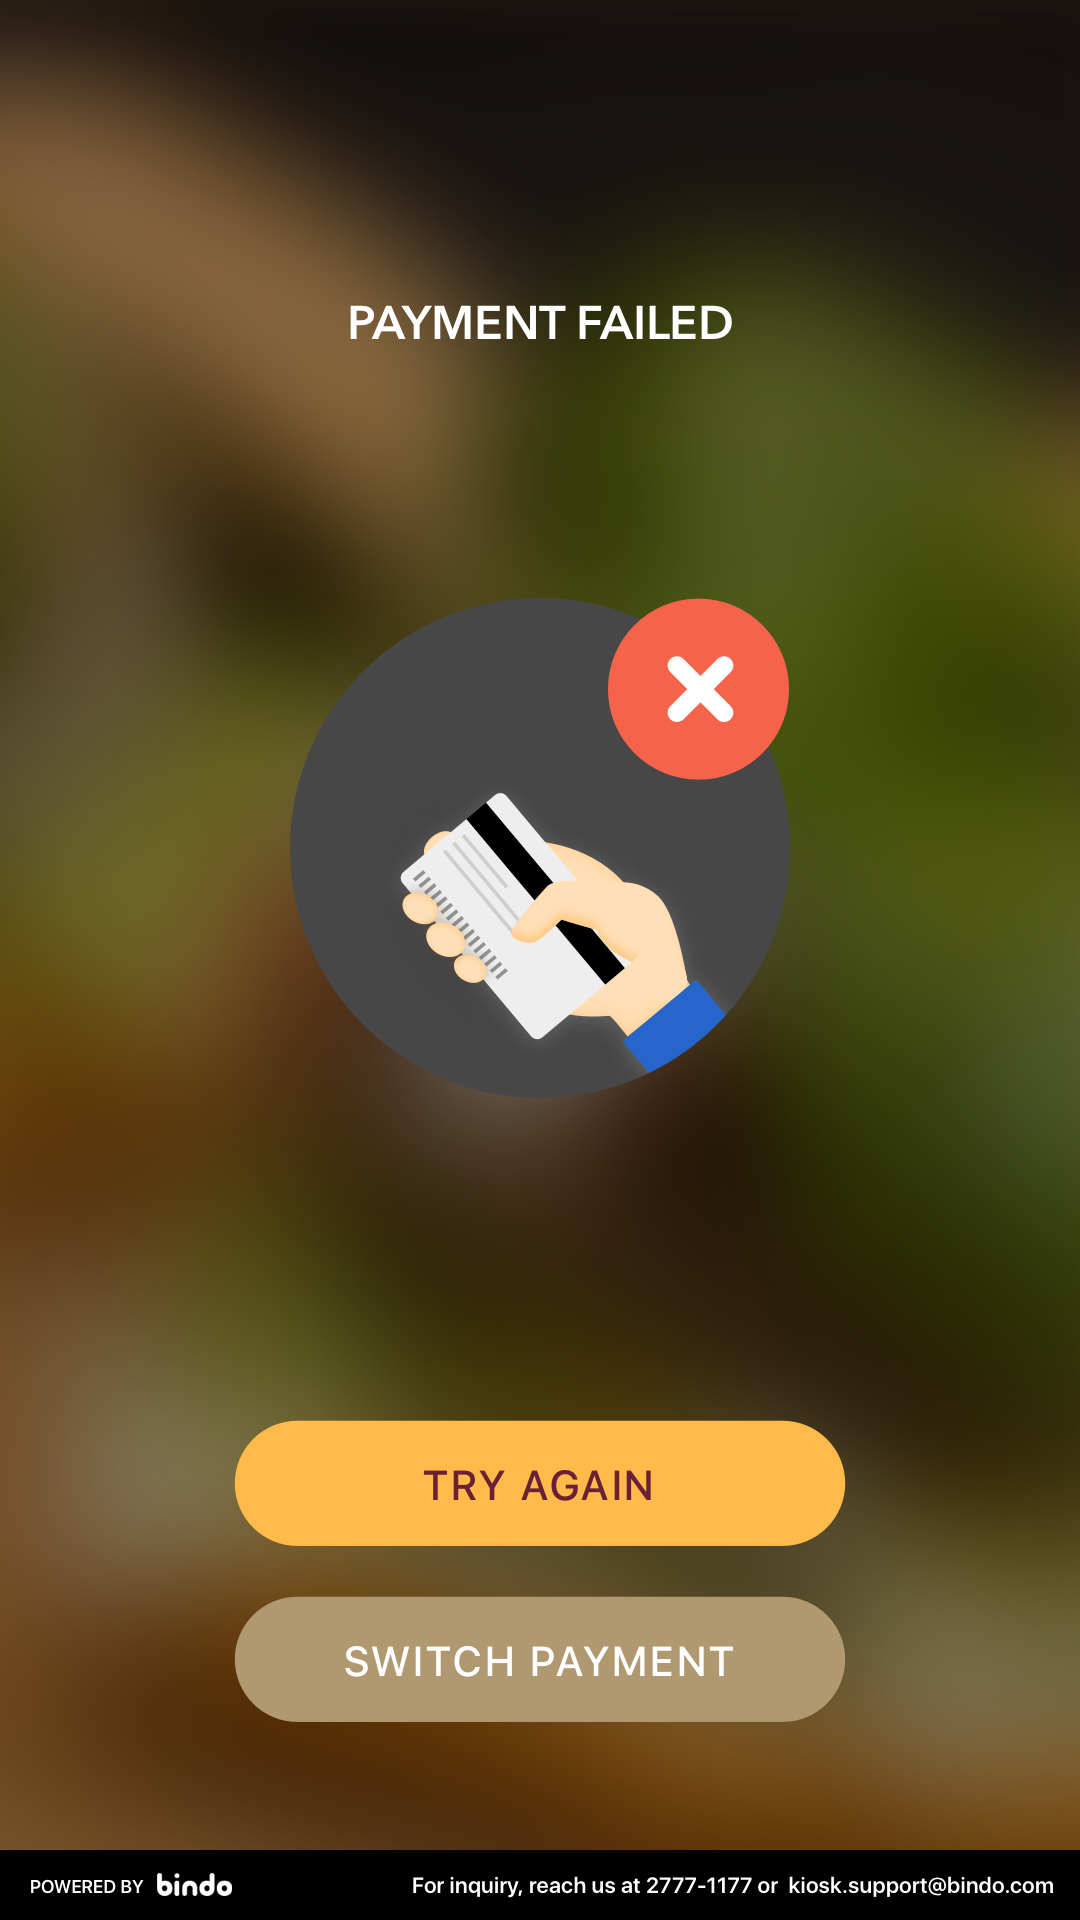 PAYMENT FAILED
TRY AGAIN
SWITCH PAYMENT
POWERED BY bindo
For inquiry, reach us at 2777-1177 or kiosk.support@bindo.com